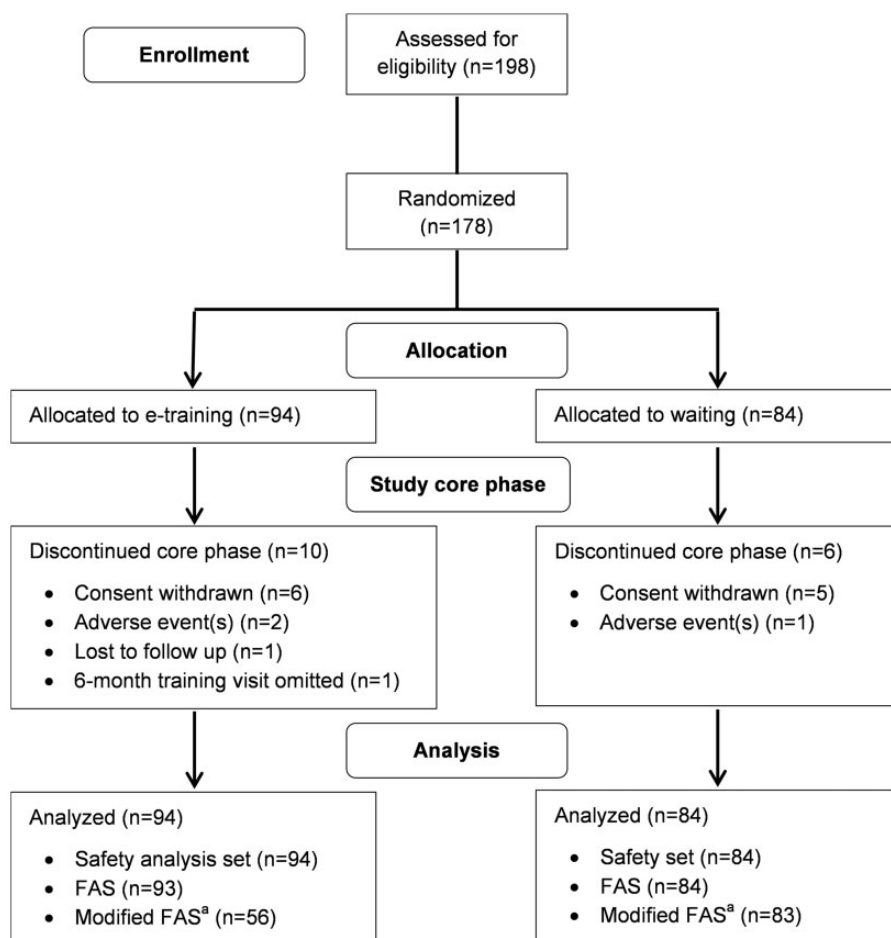 Enrollment
Assessed for
eligibility (n=198)
Randomized
(n=178)
Allocation
Allocated to e-training (n=94)
Allocated to waiting (n=84)
Study core phase
Discontinued core phase (n=10)
• Consent withdrawn (n=6)
• Adverse event(s) (n=2)
• Lost to follow up (n=1)
• 6-month training visit omitted (n=1)
Discontinued core phase (n=6)
• Consent withdrawn (n=5)
• Adverse event(s) (n=1)
Analysis
Analyzed (n=94)
• Safety analysis set (n=94)
• FAS (n=93)
• Modified FASᵃ (n=56)
Analyzed (n=84)
• Safety set (n=84)
• FAS (n=84)
• Modified FASᵃ (n=83)